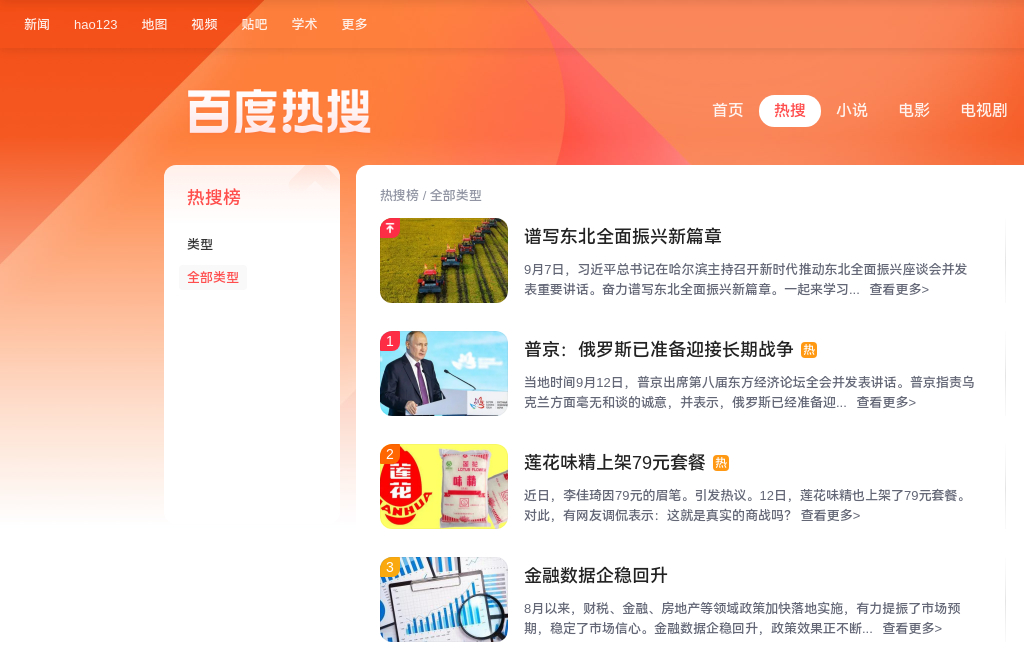 新闻 hao123 地图 视频 贴吧 学术 更多
百度热搜
首页 热搜 小说 电影 电视剧
热搜榜
类型
全部类型
热搜榜 / 全部类型
谱写东北全面振兴新篇章
9月7日，习近平总书记在哈尔滨主持召开新时代推动东北全面振兴座谈会并发
表重要讲话。奋力谱写东北全面振兴新篇章。一起来学习... 查看更多>
1
普京：俄罗斯已准备迎接长期战争 热
当地时间9月12日，普京出席第八届东方经济论坛全会并发表讲话。普京指责乌
克兰方面毫无和谈的诚意，并表示，俄罗斯已经准备迎... 查看更多>
2
莲花
味精
莲花味精上架79元套餐 热
近日，李佳琦因79元的眉笔。引发热议。12日，莲花味精也上架了79元套餐。
对此，有网友调侃表示：这就是真实的商战吗？ 查看更多>
3
金融数据企稳回升
8月以来，财税、金融、房地产等领域政策加快落地实施，有力提振了市场预
期，稳定了市场信心。金融数据企稳回升，政策效果正不断... 查看更多>